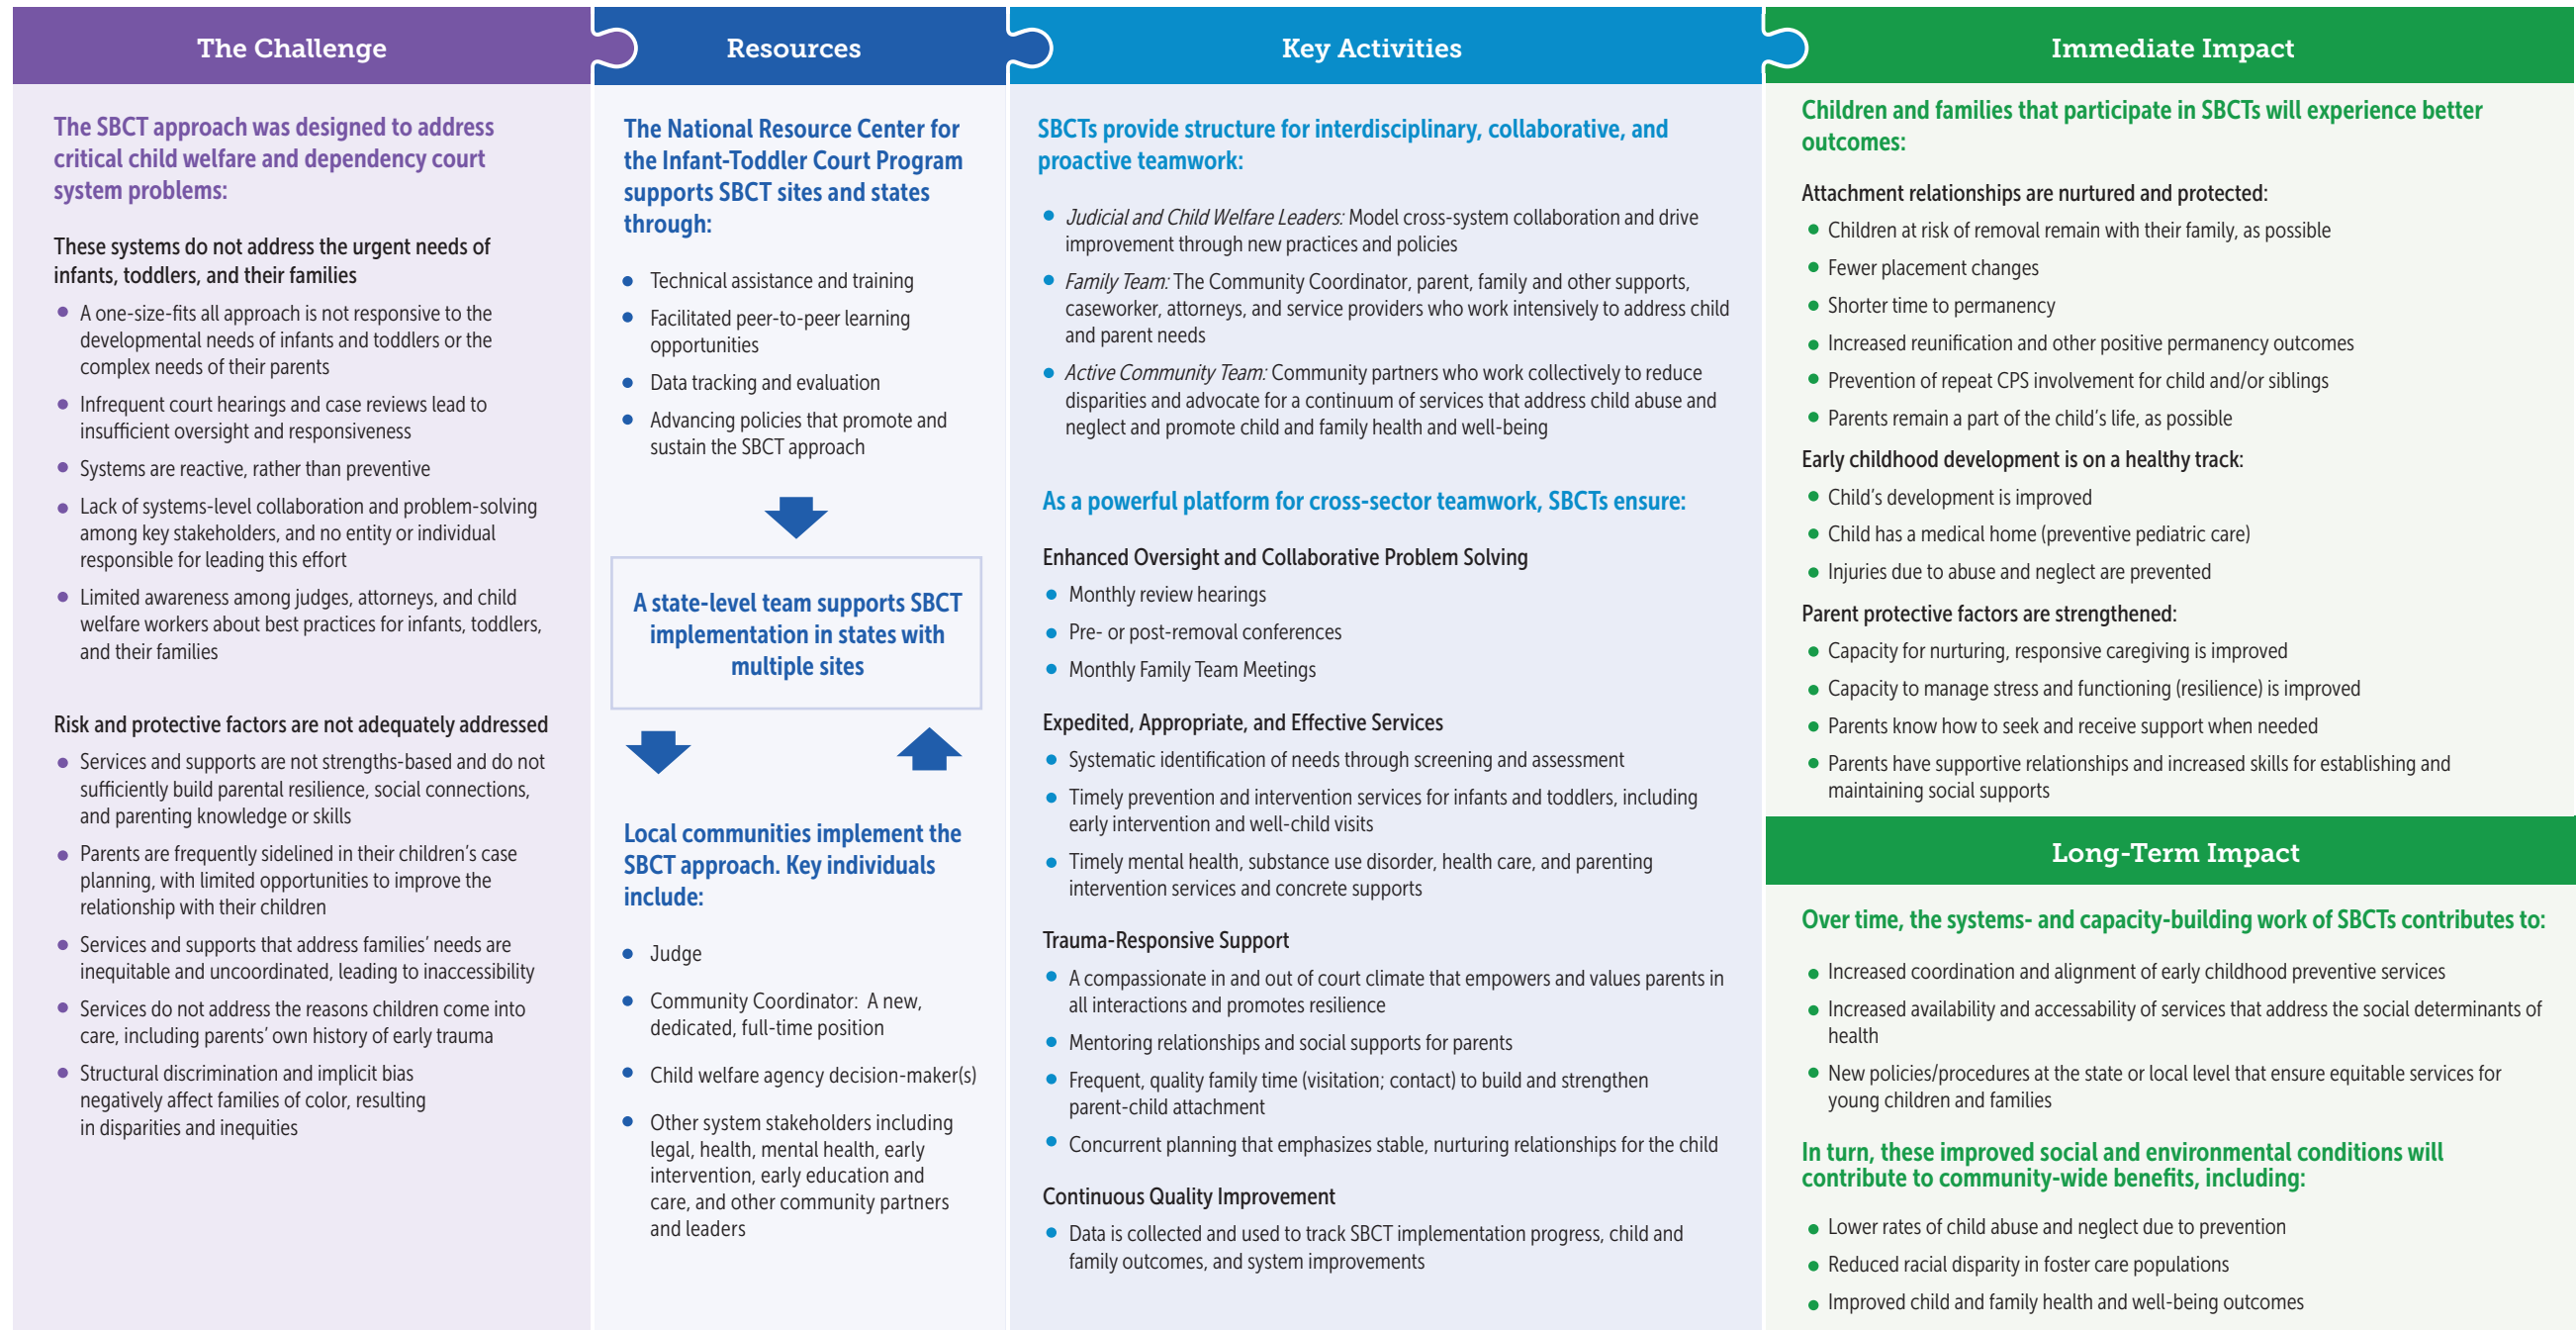 The Challenge
The SBCT approach was designed to address
critical child welfare and dependency court
system problems:
These systems do not address the urgent needs of
infants, toddlers, and their families
A one-size-fits all approach is not responsive to the
developmental needs of infants and toddlers or the
complex needs of their parents
Infrequent court hearings and case reviews lead to
insufficient oversight and responsiveness
Systems are reactive, rather than preventive
Lack of systems-level collaboration and problem-solving
among key stakeholders, and no entity or individual
responsible for leading this effort
Limited awareness among judges, attorneys, and child
welfare workers about best practices for infants, toddlers,
and their families
Risk and protective factors are not adequately addressed
Services and supports are not strengths-based and do not
sufficiently build parental resilience, social connections,
and parenting knowledge or skills
Parents are frequently sidelined in their children's case
planning, with limited opportunities to improve the
relationship with their children
Services and supports that address families' needs are
inequitable and uncoordinated, leading to inaccessibility
Services do not address the reasons children come into
care, including parents' own history of early trauma
Structural discrimination and implicit bias
negatively affect families of color, resulting
in disparities and inequities
Resources
The National Resource Center for
the Infant-Toddler Court Program
supports SBCT sites and states
through:
Technical assistance and training
Facilitated peer-to-peer learning
opportunities
Data tracking and evaluation
Advancing policies that promote and
sustain the SBCT approach
A state-level team supports SBCT
implementation in states with
multiple sites
Local communities implement the
SBCT approach. Key individuals
include:
Judge
Community Coordinator: A new,
dedicated, full-time position
Child welfare agency decision-maker(s)
Other system stakeholders including
legal, health, mental health, early
intervention, early education and
care, and other community partners
and leaders
Key Activities
SBCTs provide structure for interdisciplinary, collaborative, and
proactive teamwork:
Judicial and Child Welfare Leaders: Model cross-system collaboration and drive
improvement through new practices and policies
Family Team: The Community Coordinator, parent, family and other supports,
caseworker, attorneys, and service providers who work intensively to address child
and parent needs
Active Community Team: Community partners who work collectively to reduce
disparities and advocate for a continuum of services that address child abuse and
neglect and promote child and family health and well-being
As a powerful platform for cross-sector teamwork, SBCTs ensure:
Enhanced Oversight and Collaborative Problem Solving
Monthly review hearings
Pre- or post-removal conferences
Monthly Family Team Meetings
Expedited, Appropriate, and Effective Services
Systematic identification of needs through screening and assessment
Timely prevention and intervention services for infants and toddlers, including
early intervention and well-child visits
Timely mental health, substance use disorder, health care, and parenting
intervention services and concrete supports
Trauma-Responsive Support
A compassionate in and out of court climate that empowers and values parents in
all interactions and promotes resilience
Mentoring relationships and social supports for parents
Frequent, quality family time (visitation; contact) to build and strengthen
parent-child attachment
Concurrent planning that emphasizes stable, nurturing relationships for the child
Continuous Quality Improvement
Data is collected and used to track SBCT implementation progress, child and
family outcomes, and system improvements
Immediate Impact
Children and families that participate in SBCTs will experience better
outcomes:
Attachment relationships are nurtured and protected:
Children at risk of removal remain with their family, as possible
Fewer placement changes
Shorter time to permanency
Increased reunification and other positive permanency outcomes
Prevention of repeat CPS involvement for child and/or siblings
Parents remain a part of the child's life, as possible
Early childhood development is on a healthy track:
Child's development is improved
Child has a medical home (preventive pediatric care)
Injuries due to abuse and neglect are prevented
Parent protective factors are strengthened:
Capacity for nurturing, responsive caregiving is improved
Capacity to manage stress and functioning (resilience) is improved
Parents know how to seek and receive support when needed
Parents have supportive relationships and increased skills for establishing and
maintaining social supports
Long-Term Impact
Over time, the systems- and capacity-building work of SBCTs contributes to:
Increased coordination and alignment of early childhood preventive services
Increased availability and accessability of services that address the social determinants of
health
New policies/procedures at the state or local level that ensure equitable services for
young children and families
In turn, these improved social and environmental conditions will
contribute to community-wide benefits, including:
Lower rates of child abuse and neglect due to prevention
Reduced racial disparity in foster care populations
Improved child and family health and well-being outcomes